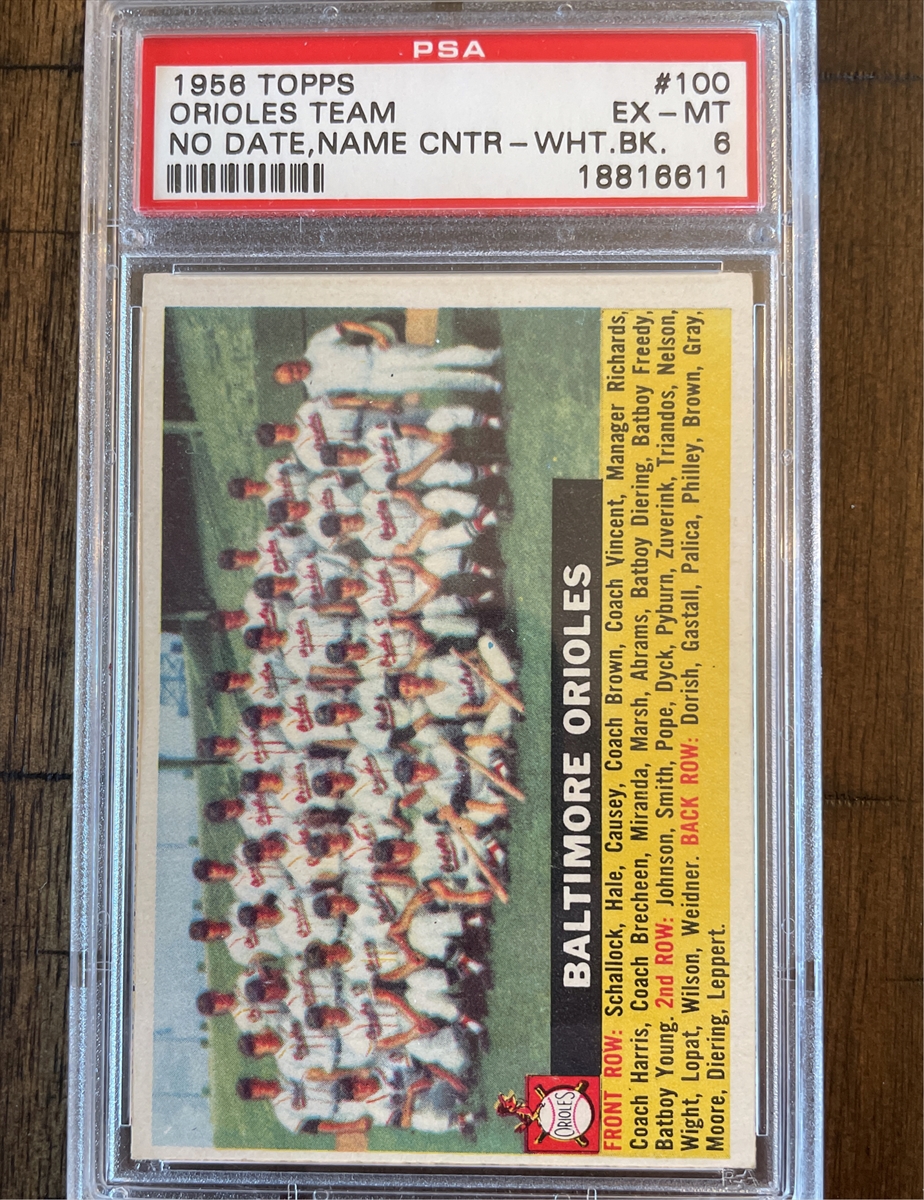 PSA
1956 TOPPS #100
ORIOLES TEAM EX-MT
NO DATE,NAME CNTR-WHT.BK. 6
18816611
BALTIMORE ORIOLES
ORIOLES
FRONT ROW: Schallock, Hale, Causey, Coach Brown, Coach Vincent, Manager Richards,
Coach Harris, Coach Brecheen, Miranda, Marsh, Abrams, Batboy Diering, Batboy Freedy,
Batboy Young. 2nd ROW: Johnson, Smith, Pope, Dyck, Pyburn, Zuverink, Triandos, Nelson,
Wight, Lopat, Wilson, Weidner. BACK ROW: Dorish, Gastall, Palica, Philley, Brown, Gray,
Moore, Diering, Leppert.
PSA